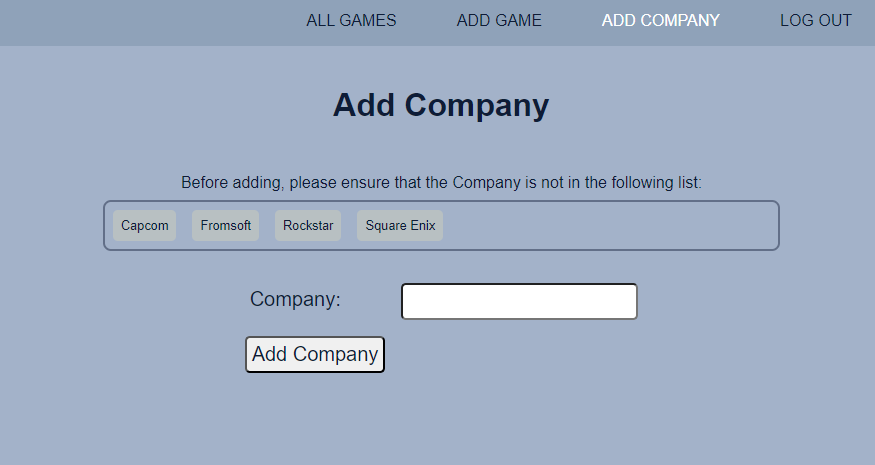 ALL GAMES ADD GAME ADD COMPANY LOG OUT
Add Company
Before adding, please ensure that the Company is not in the following list:
Capcom Fromsoft Rockstar Square Enix
Company:
Add Company